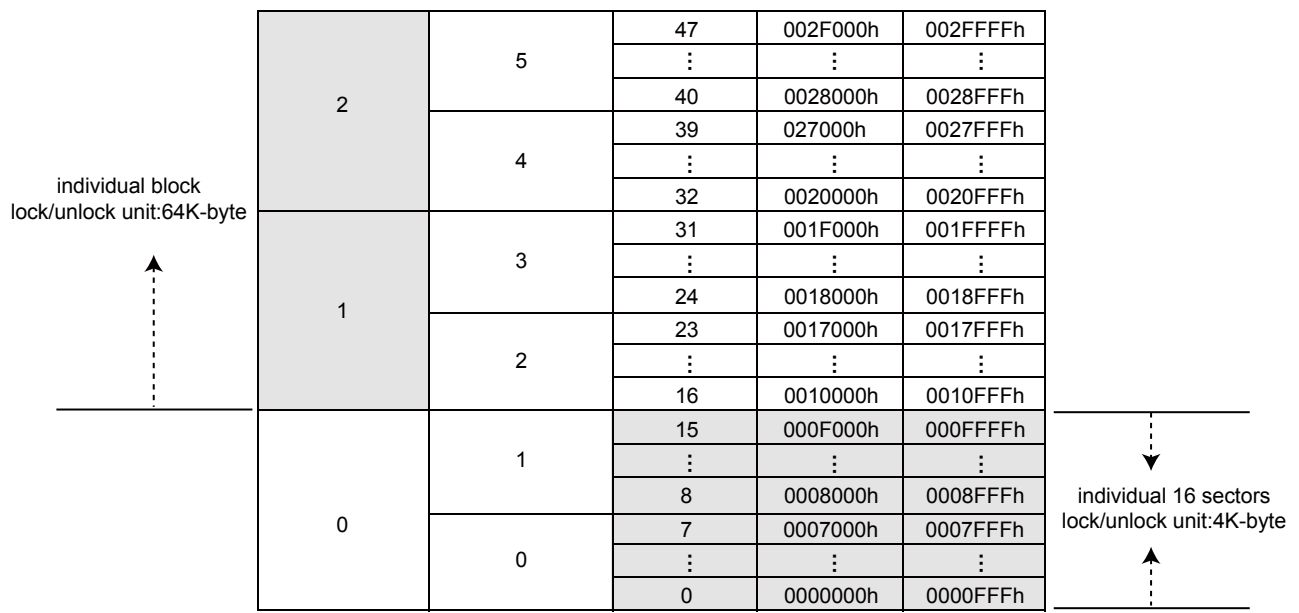 47 002F000h 002FFFFh
5
⋮ ⋮ ⋮
2
40 0028000h 0028FFFh
39 027000h 0027FFFh
4
⋮ ⋮ ⋮
32 0020000h 0020FFFh
individual block
lock/unlock unit:64K-byte
31 001F000h 001FFFFh
3
⋮ ⋮ ⋮
24 0018000h 0018FFFh
1
23 0017000h 0017FFFh
2
⋮ ⋮ ⋮
16 0010000h 0010FFFh
15 000F000h 000FFFFh
1
⋮ ⋮ ⋮
8 0008000h 0008FFFh
0
7 0007000h 0007FFFh
0
⋮ ⋮ ⋮
0 0000000h 0000FFFh
individual 16 sectors
lock/unlock unit:4K-byte